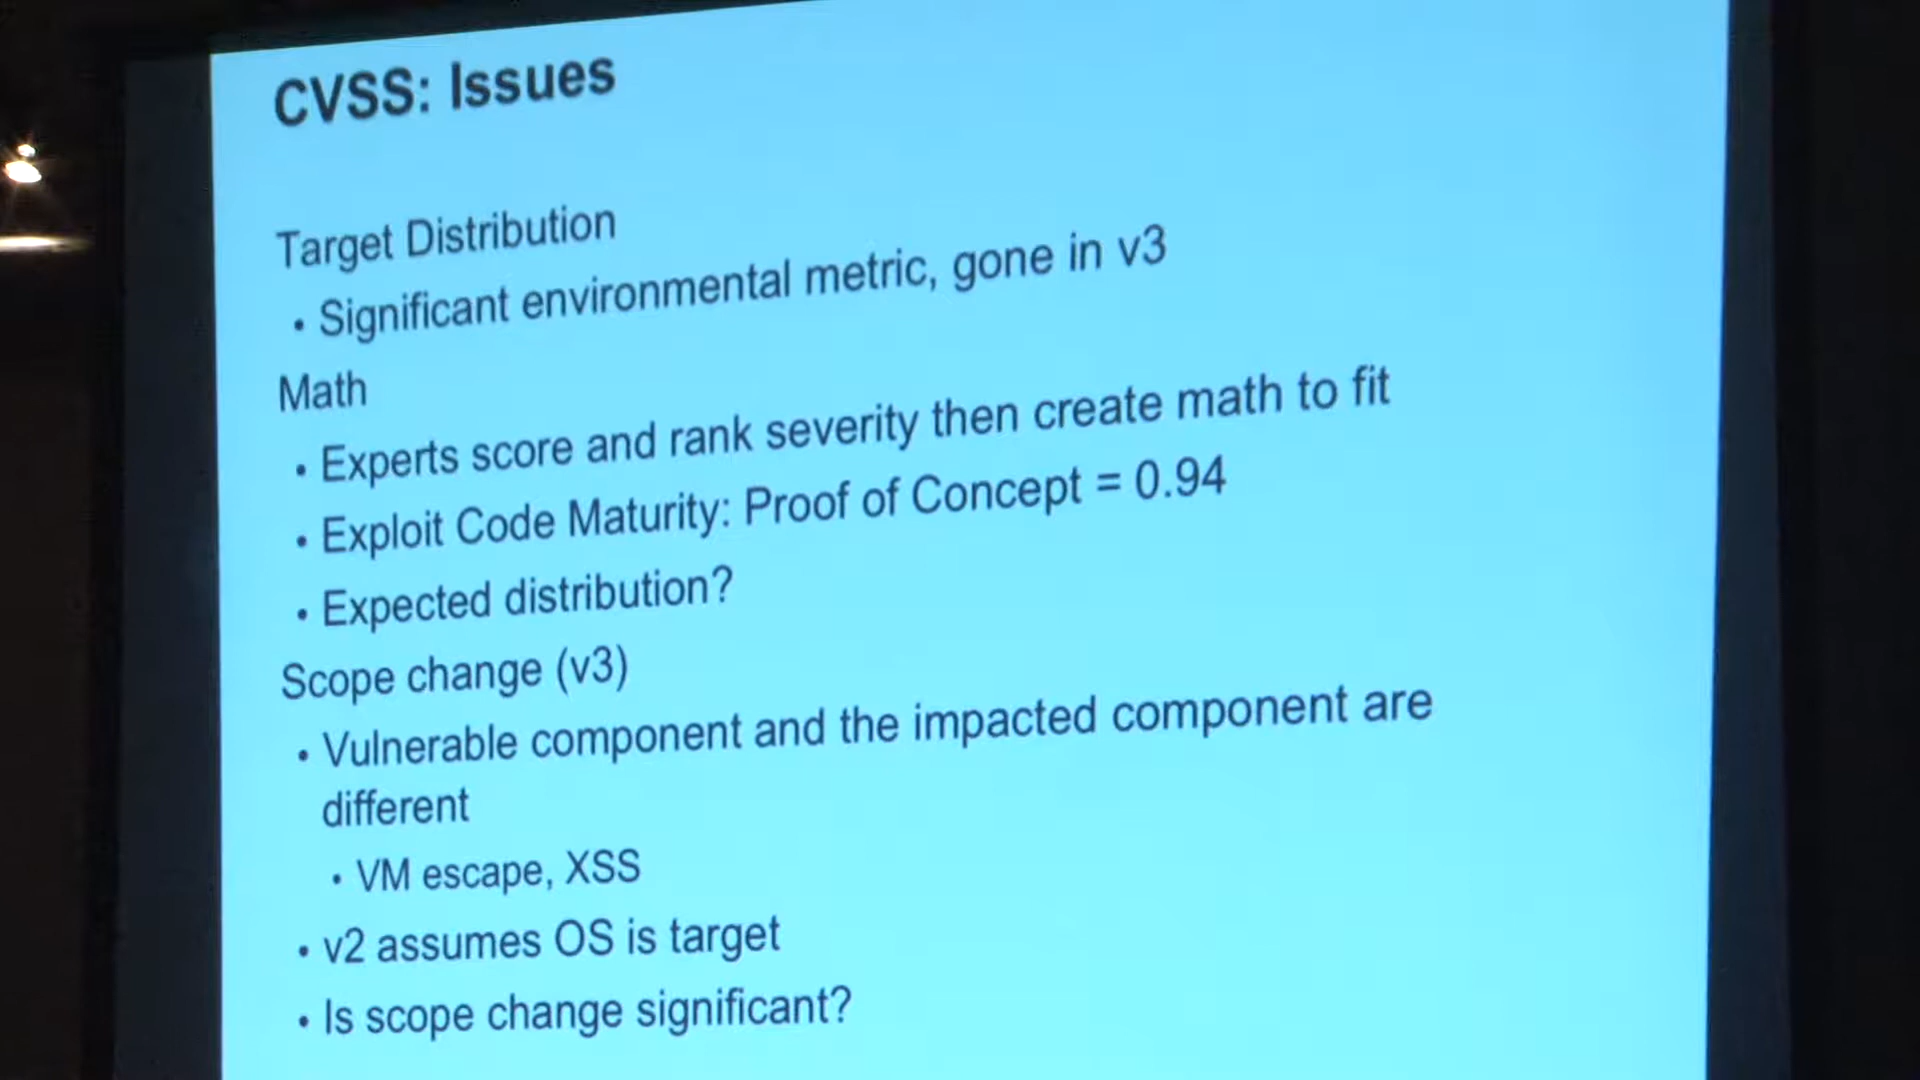 CVSS: Issues
Target Distribution
• Significant environmental metric, gone in v3
Math
• Experts score and rank severity then create math to fit
• Exploit Code Maturity: Proof of Concept = 0.94
• Expected distribution?
Scope change (v3)
• Vulnerable component and the impacted component are
different
• VM escape, XSS
• v2 assumes OS is target
• Is scope change significant?